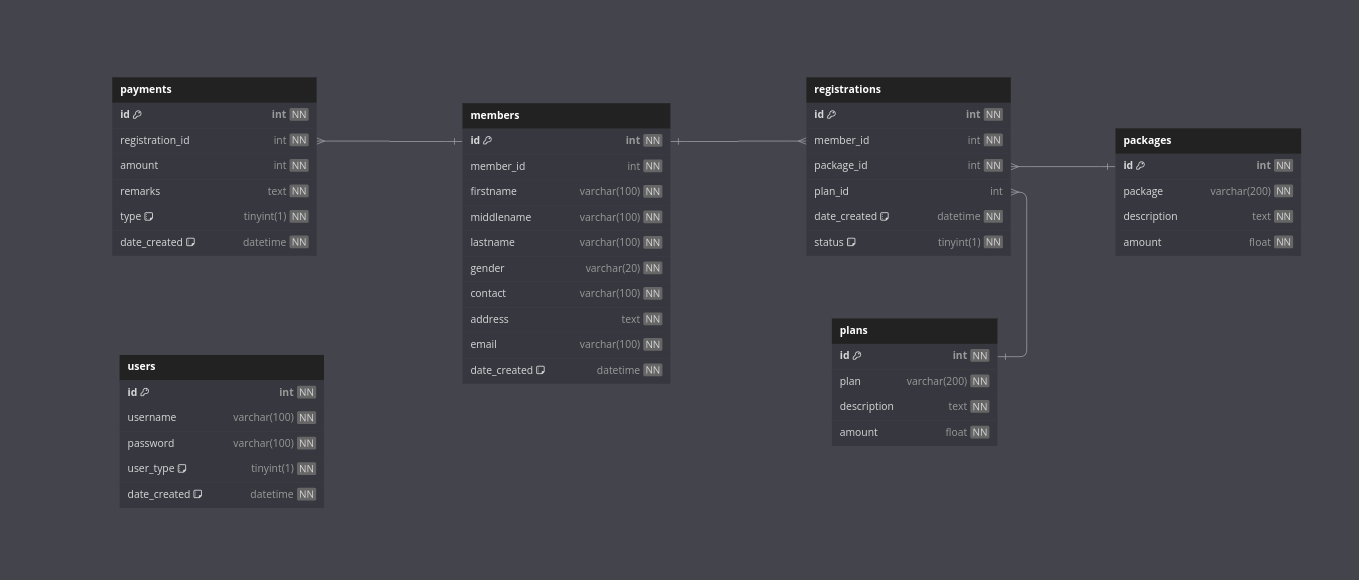 payments
id int NN
registration_id int NN
amount int NN
remarks text NN
type tinyint(1) NN
date_created datetime NN
members
id int NN
member_id int NN
firstname varchar(100) NN
middlename varchar(100) NN
lastname varchar(100) NN
gender varchar(20) NN
contact varchar(100) NN
address text NN
email varchar(100) NN
date_created datetime NN
registrations
id int NN
member_id int NN
package_id int NN
plan_id int
date_created datetime NN
status tinyint(1) NN
packages
id int NN
package varchar(200) NN
description text NN
amount float NN
users
id int NN
username varchar(100) NN
password varchar(100) NN
user_type tinyint(1) NN
date_created datetime NN
plans
id int NN
plan varchar(200) NN
description text NN
amount float NN